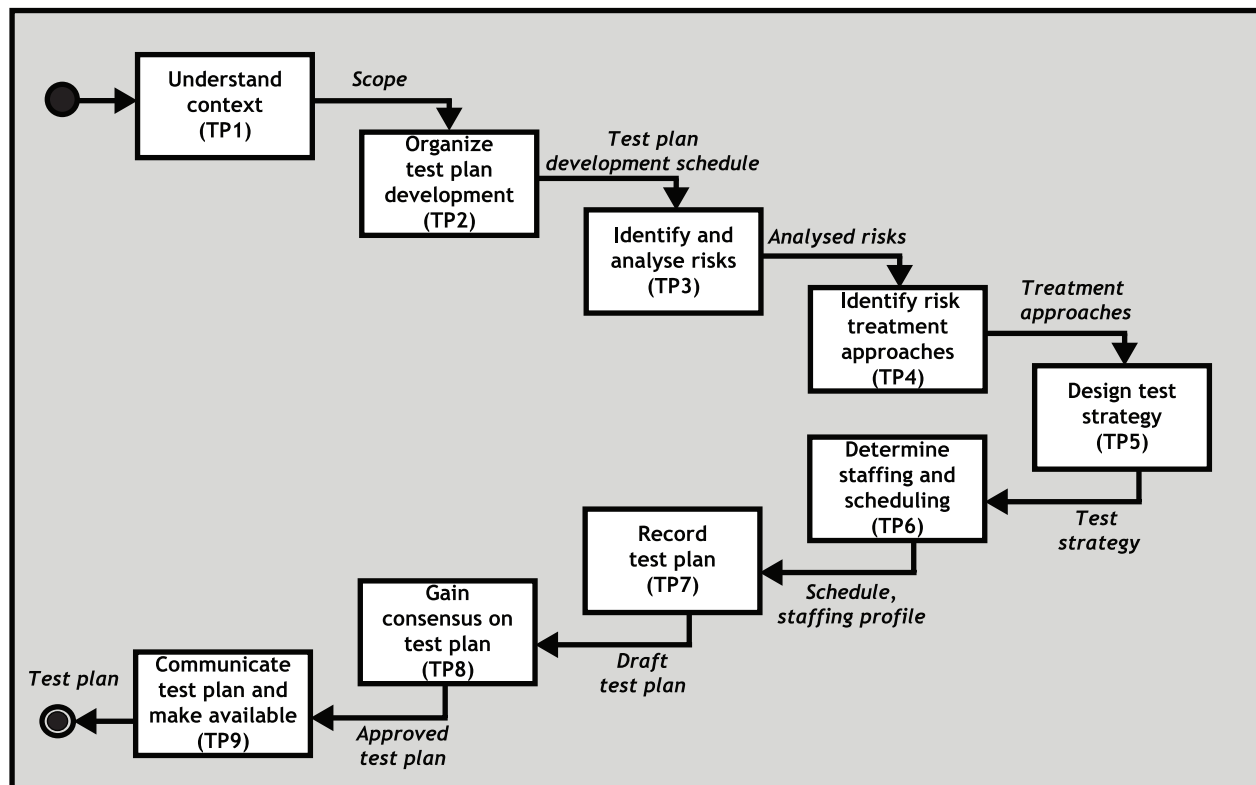 Understand
context
(TP1)
Scope
Organize
test plan
development
(TP2)
Test plan
development schedule
Identify and
analyse risks
(TP3)
Analysed risks
Identify risk
treatment
approaches
(TP4)
Treatment
approaches
Design test
strategy
(TP5)
Test
strategy
Determine
staffing and
scheduling
(TP6)
Schedule,
staffing profile
Record
test plan
(TP7)
Draft
test plan
Gain
consensus on
test plan
(TP8)
Approved
test plan
Communicate
test plan and
make available
(TP9)
Test plan